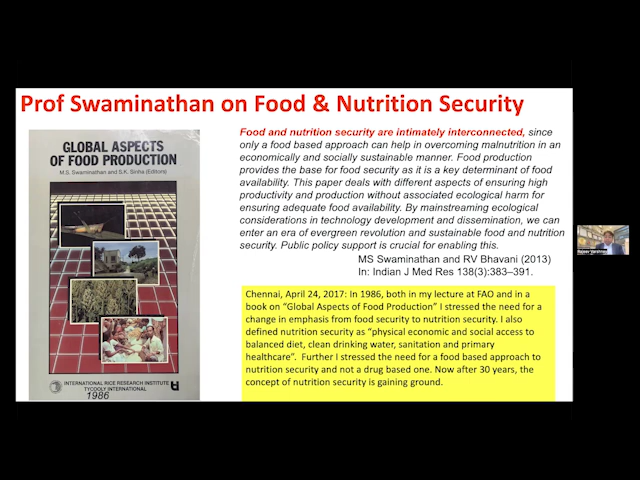 Prof Swaminathan on Food & Nutrition Security
GLOBAL ASPECTS
OF FOOD PRODUCTION
M.S. Swaminathan and S.K. Sinha (Editors)
INTERNATIONAL RICE RESEARCH INSTITUTE
TYCOOLY INTERNATIONAL
1986
Food and nutrition security are intimately interconnected, since
only a food based approach can help in overcoming malnutrition in an
economically and socially sustainable manner. Food production
provides the base for food security as it is a key determinant of food
availability. This paper deals with different aspects of ensuring high
productivity and production without associated ecological harm for
ensuring adequate food availability. By mainstreaming ecological
considerations in technology development and dissemination, we can
enter an era of evergreen revolution and sustainable food and nutrition
security. Public policy support is crucial for enabling this.
MS Swaminathan and RV Bhavani (2013)
In: Indian J Med Res 138(3):383–391.
Chennai, April 24, 2017: In 1986, both in my lecture at FAO and in a
book on "Global Aspects of Food Production" I stressed the need for a
change in emphasis from food security to nutrition security. I also
defined nutrition security as "physical economic and social access to
balanced diet, clean drinking water, sanitation and primary
healthcare". Further I stressed the need for a food based approach to
nutrition security and not a drug based one. Now after 30 years, the
concept of nutrition security is gaining ground.